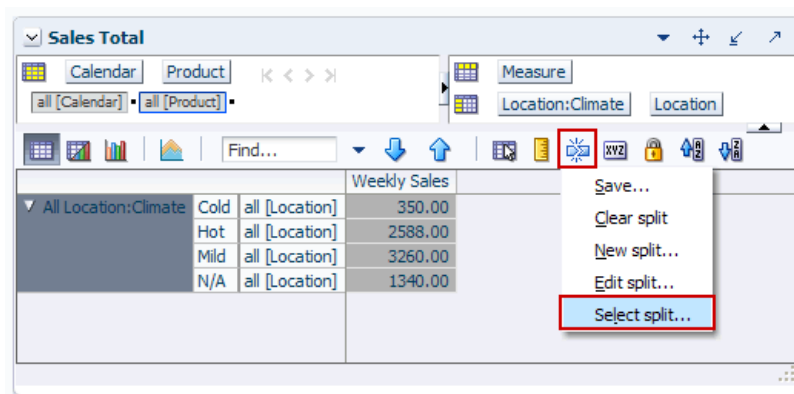 Sales Total
Calendar Product
Measure
all [Calendar] all [Product]
Location:Climate Location
Find...
XYZ
Weekly Sales
All Location:Climate Cold all [Location] 350.00
Hot all [Location] 2588.00
Mild all [Location] 3260.00
N/A all [Location] 1340.00
Save...
Clear split
New split...
Edit split...
Select split...